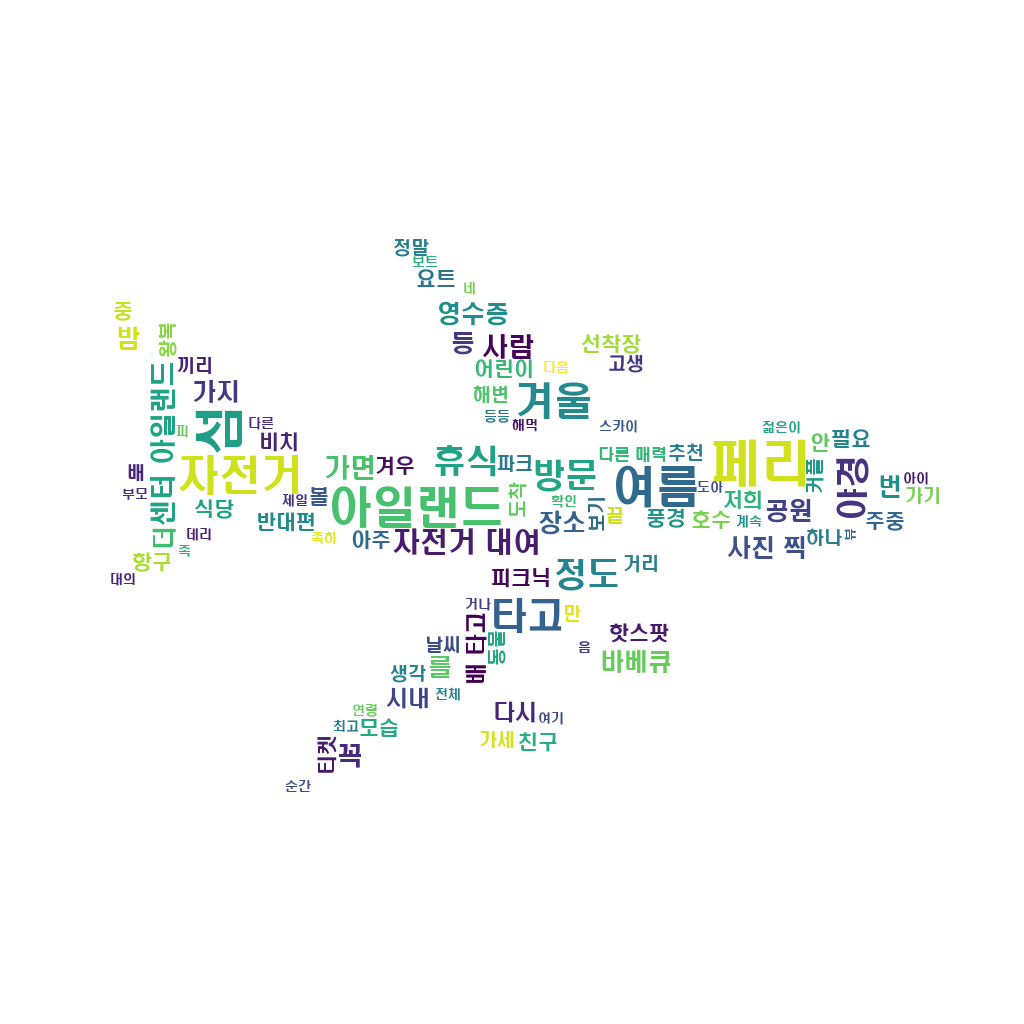 정말
보트
요트
네
중
영수증
밤
왕복
등
사람
선착장
끼리
어린이
다음
고생
가지
해변
겨울
더센터 아일랜드
섬
다른
등등
해먹
스카이
젊은이
피
비치
다른 매력
추천
안
필요
배
자전거
가면
겨우
휴식
파크
방문
여름
페리
커플
야경
번
아이
부모
제일
볼
아일랜드
도착
확인
도아
저희
가기
식당
반대편
장소
보기
끝
풍경
호수
계속
공원
주중
데리
족히
아주
자전거 대여
사진 찍
하나
뷰
족
항구
대의
피크닉
정도
거리
거나
타고
만
날씨
배 타고
동물
음
핫스팟
생각
를
바베큐
시내
전체
연령
다시
여기
최고
모습
가세
친구
티켓
꼭
순간